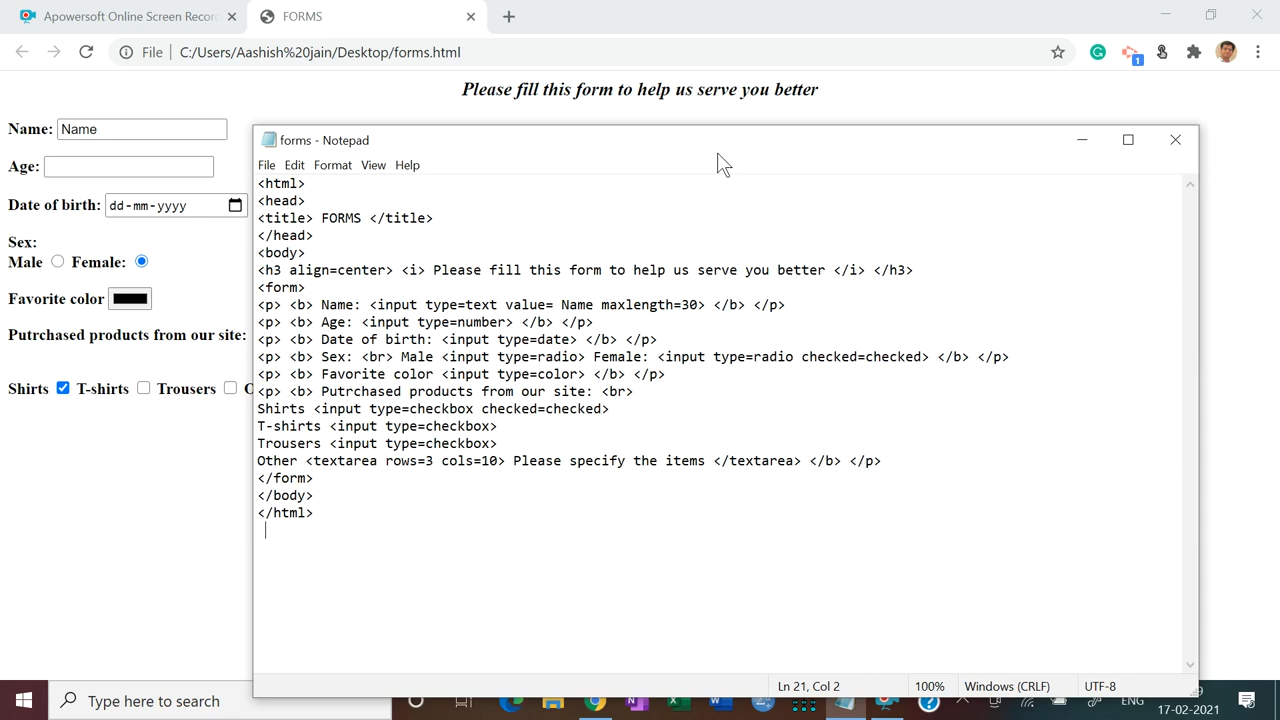 Apowersoft Online Screen Recor
FORMS
File C:/Users/Aashish%20jain/Desktop/forms.html
1
Please fill this form to help us serve you better
Name: Name
Age:
Date of birth: dd-mm-yyyy
Sex:
Male Female:
Favorite color
Putrchased products from our site:
Shirts T-shirts Trousers
forms - Notepad
File Edit Format View Help
<html>
<head>
<title> FORMS </title>
</head>
<body>
<h3 align=center> <i> Please fill this form to help us serve you better </i> </h3>
<form>
<p> <b> Name: <input type=text value= Name maxlength=30> </b> </p>
<p> <b> Age: <input type=number> </b> </p>
<p> <b> Date of birth: <input type=date> </b> </p>
<p> <b> Sex: <br> Male <input type=radio> Female: <input type=radio checked=checked> </b> </p>
<p> <b> Favorite color <input type=color> </b> </p>
<p> <b> Putrchased products from our site: <br>
Shirts <input type=checkbox checked=checked>
T-shirts <input type=checkbox>
Trousers <input type=checkbox>
Other <textarea rows=3 cols=10> Please specify the items </textarea> </b> </p>
</form>
</body>
</html>
Ln 21, Col 2 100% Windows (CRLF) UTF-8
Type here to search
ENG
17-02-2021